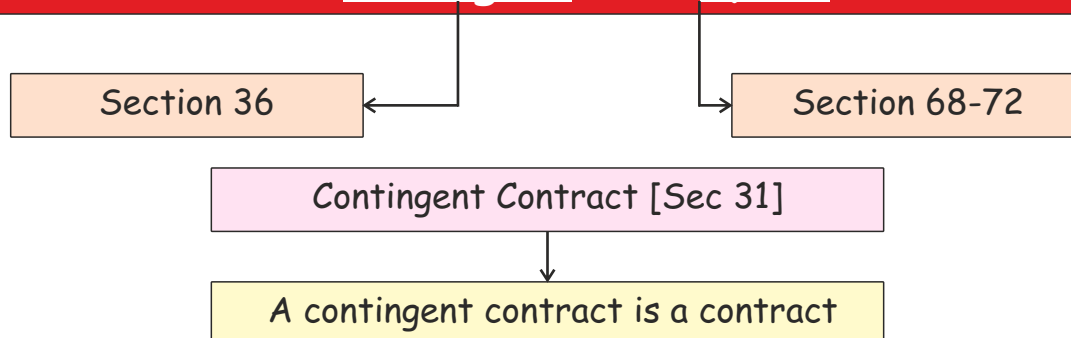 Section 36
Section 68-72
Contingent Contract [Sec 31]
A contingent contract is a contract